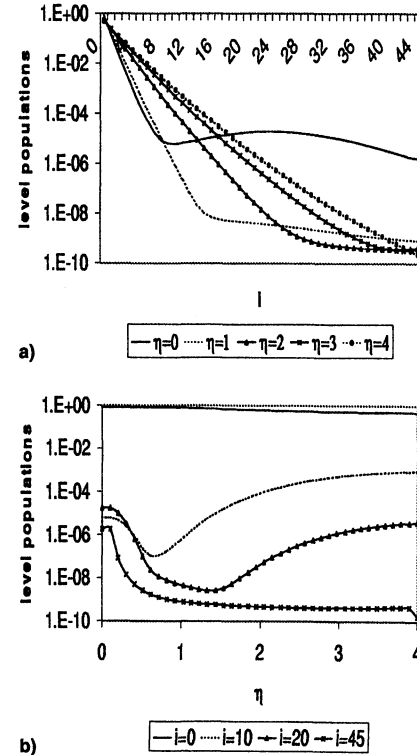 1.E+00
1.E-02
1.E-04
1.E-06
1.E-08
1.E-10
level populations
0 4 8 12 16 20 24 28 32 36 40 44
i
η=0 η=1 η=2 η=3 η=4
a)
1.E+00
1.E-02
1.E-04
1.E-06
1.E-08
1.E-10
level populations
0 1 2 3 4
η
i=0 i=10 i=20 i=45
b)